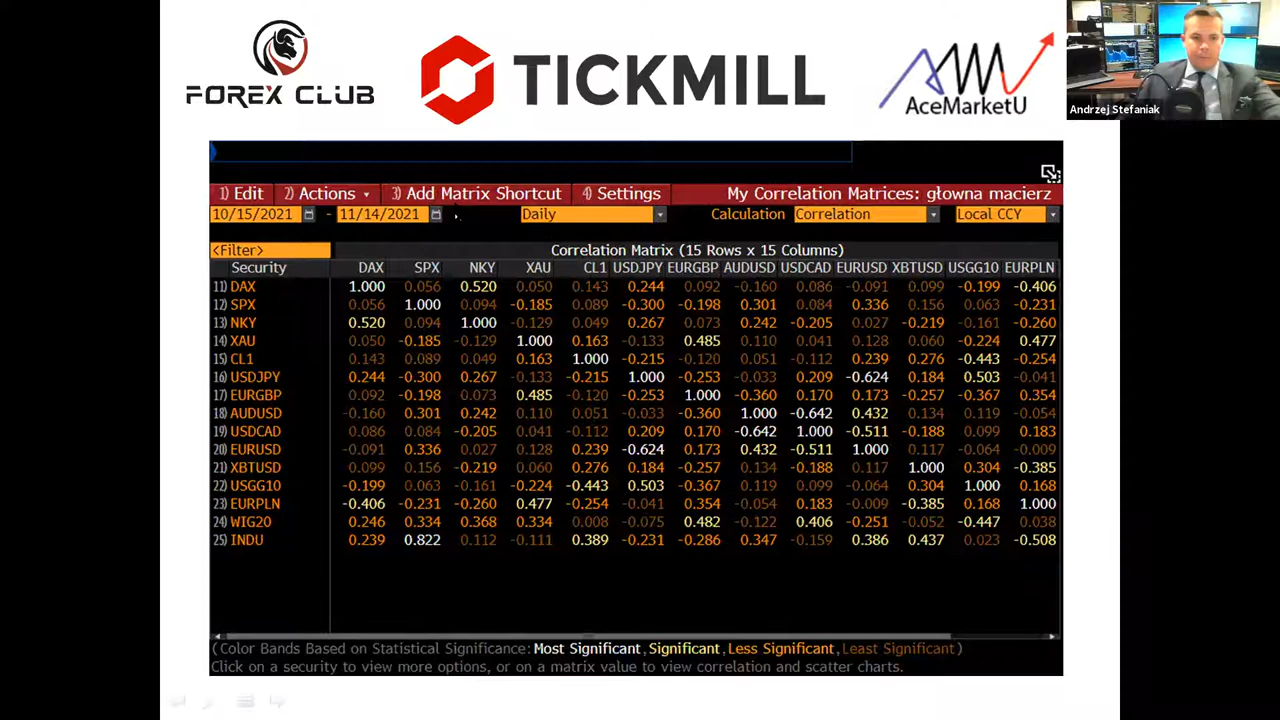 FOREX CLUB
TICKMILL
AceMarketU
Andrzej Stefaniak
1) Edit 2) Actions 3) Add Matrix Shortcut 4) Settings My Correlation Matrices: głowna macierz
10/15/2021 - 11/14/2021 Daily Calculation Correlation Local CCY
<Filter> Correlation Matrix (15 Rows x 15 Columns)
Security DAX SPX NKY XAU CL1 USDJPY EURGBP AUDUSD USDCAD EURUSD XBTUSD USGG10 EURPLN
11) DAX 1.000 0.056 0.520 0.050 0.143 0.244 0.092 -0.160 0.086 -0.091 0.099 -0.199 -0.406
12) SPX 0.056 1.000 0.094 -0.185 0.089 -0.300 -0.198 0.301 0.084 0.336 0.156 0.063 -0.231
13) NKY 0.520 0.094 1.000 -0.129 0.049 0.267 0.073 0.242 -0.205 0.027 -0.219 -0.161 -0.260
14) XAU 0.050 -0.185 -0.129 1.000 0.163 -0.133 0.485 0.110 0.041 0.128 0.060 -0.224 0.477
15) CL1 0.143 0.089 0.049 0.163 1.000 -0.215 -0.120 0.051 -0.112 0.239 0.276 -0.443 -0.254
16) USDJPY 0.244 -0.300 0.267 -0.133 -0.215 1.000 -0.253 -0.033 0.209 -0.624 0.184 0.503 -0.041
17) EURGBP 0.092 -0.198 0.073 0.485 -0.120 -0.253 1.000 -0.360 0.170 0.173 -0.257 -0.367 0.354
18) AUDUSD -0.160 0.301 0.242 0.110 0.051 -0.033 -0.360 1.000 -0.642 0.432 0.134 0.119 -0.054
19) USDCAD 0.086 0.084 -0.205 0.041 -0.112 0.209 0.170 -0.642 1.000 -0.511 -0.188 0.099 0.183
20) EURUSD -0.091 0.336 0.027 0.128 0.239 -0.624 0.173 0.432 -0.511 1.000 0.117 -0.064 -0.009
21) XBTUSD 0.099 0.156 -0.219 0.060 0.276 0.184 -0.257 0.134 -0.188 0.117 1.000 0.304 -0.385
22) USGG10 -0.199 0.063 -0.161 -0.224 -0.443 0.503 -0.367 0.119 0.099 -0.064 0.304 1.000 0.168
23) EURPLN -0.406 -0.231 -0.260 0.477 -0.254 -0.041 0.354 -0.054 0.183 -0.009 -0.385 0.168 1.000
24) WIG20 0.246 0.334 0.368 0.334 0.008 -0.075 0.482 -0.122 0.406 -0.251 -0.052 -0.447 0.038
25) INDU 0.239 0.822 0.112 -0.111 0.389 -0.231 -0.286 0.347 -0.159 0.386 0.437 0.023 -0.508
(Color Bands Based on Statistical Significance: Most Significant, Significant, Less Significant, Least Significant)
Click on a security to view more options, or on a matrix value to view correlation and scatter charts.